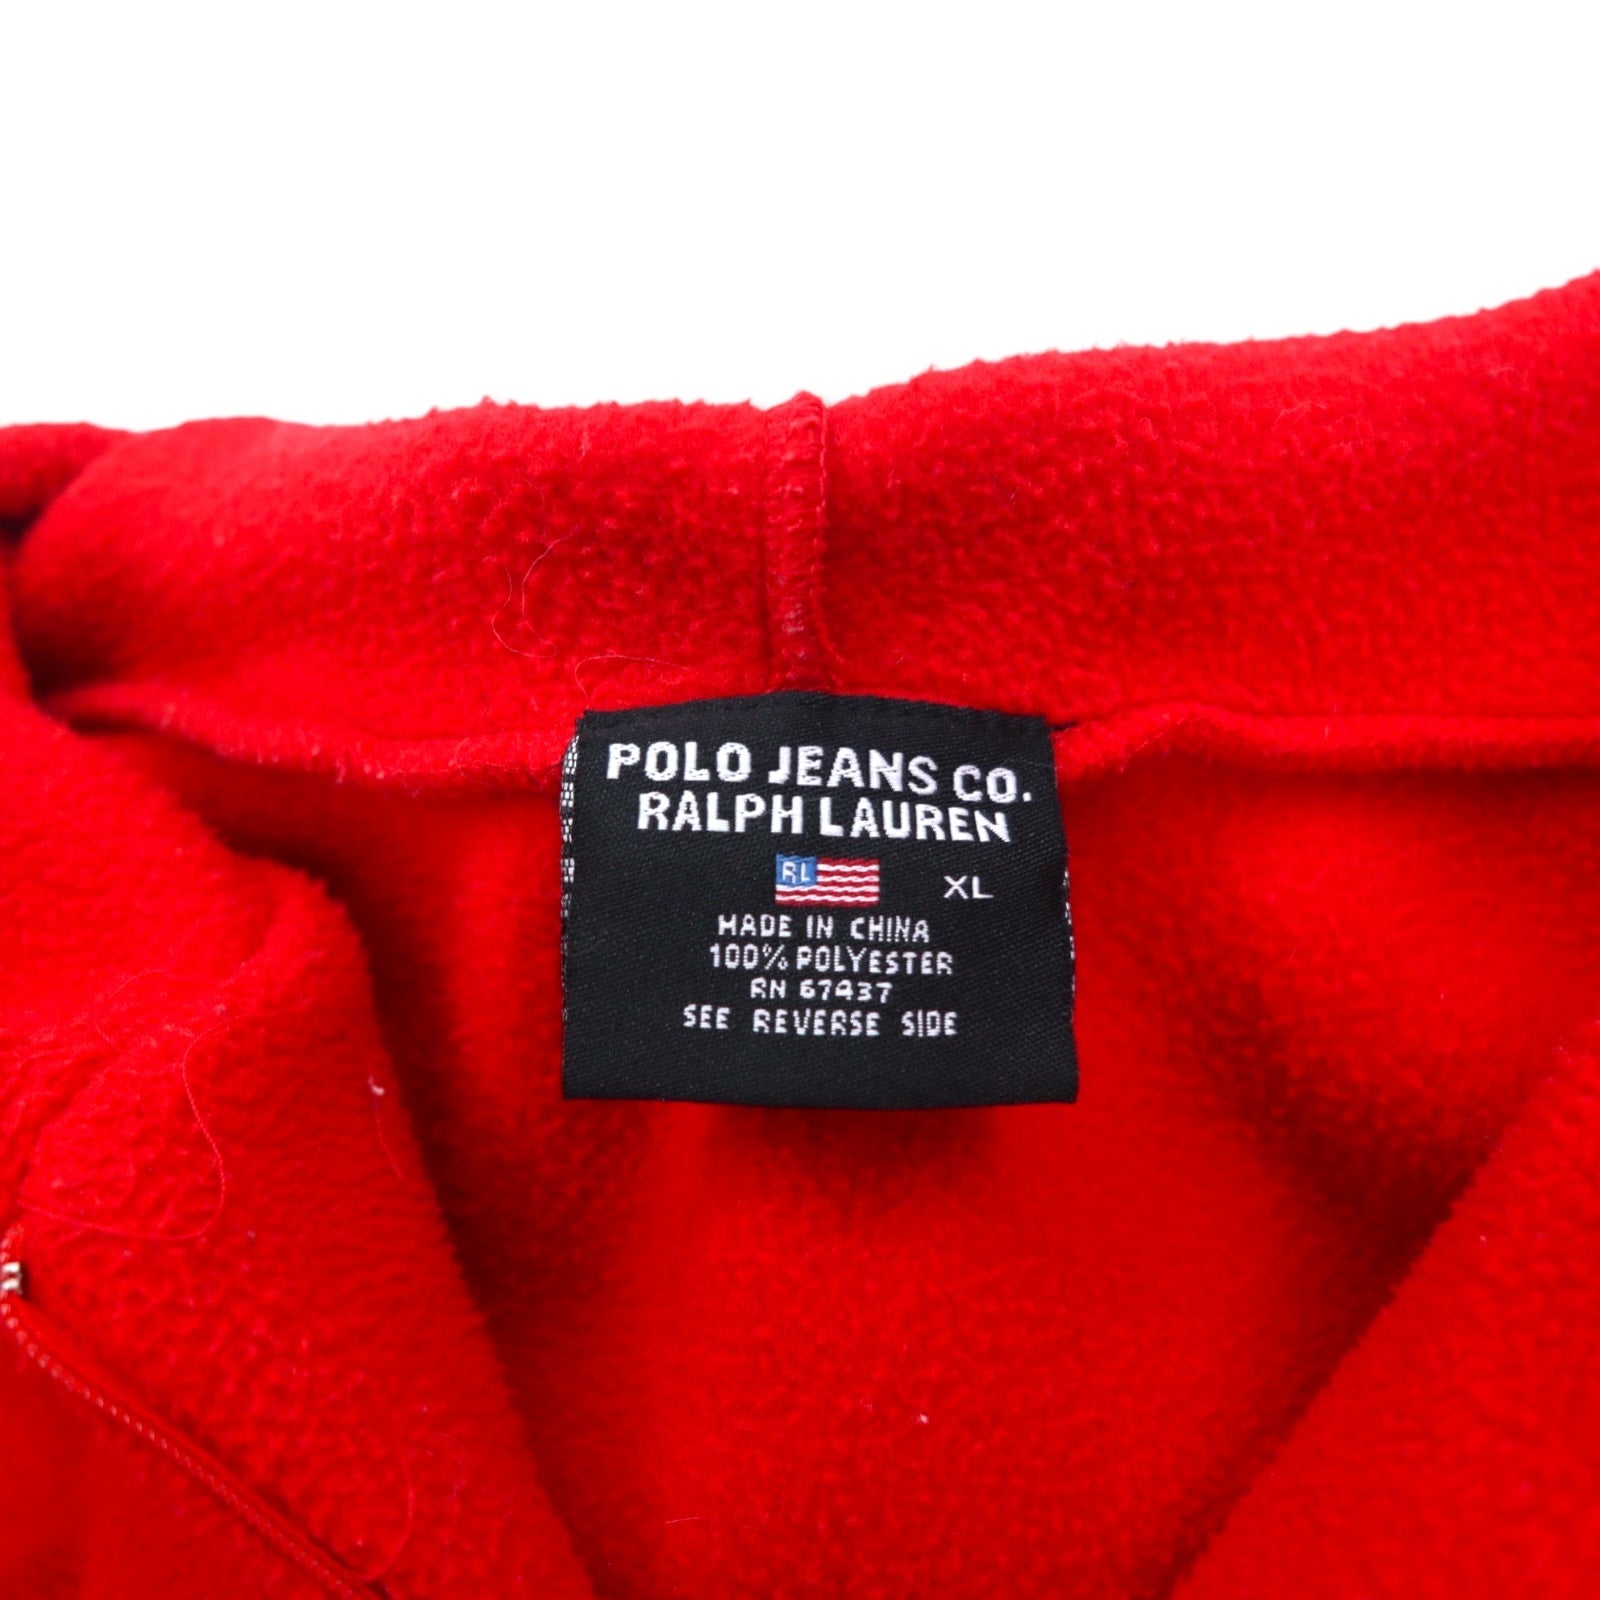 POLO JEANS CO.
RALPH LAUREN
RL
XL
MADE IN CHINA
100% POLYESTER
RN 67437
SEE REVERSE SIDE